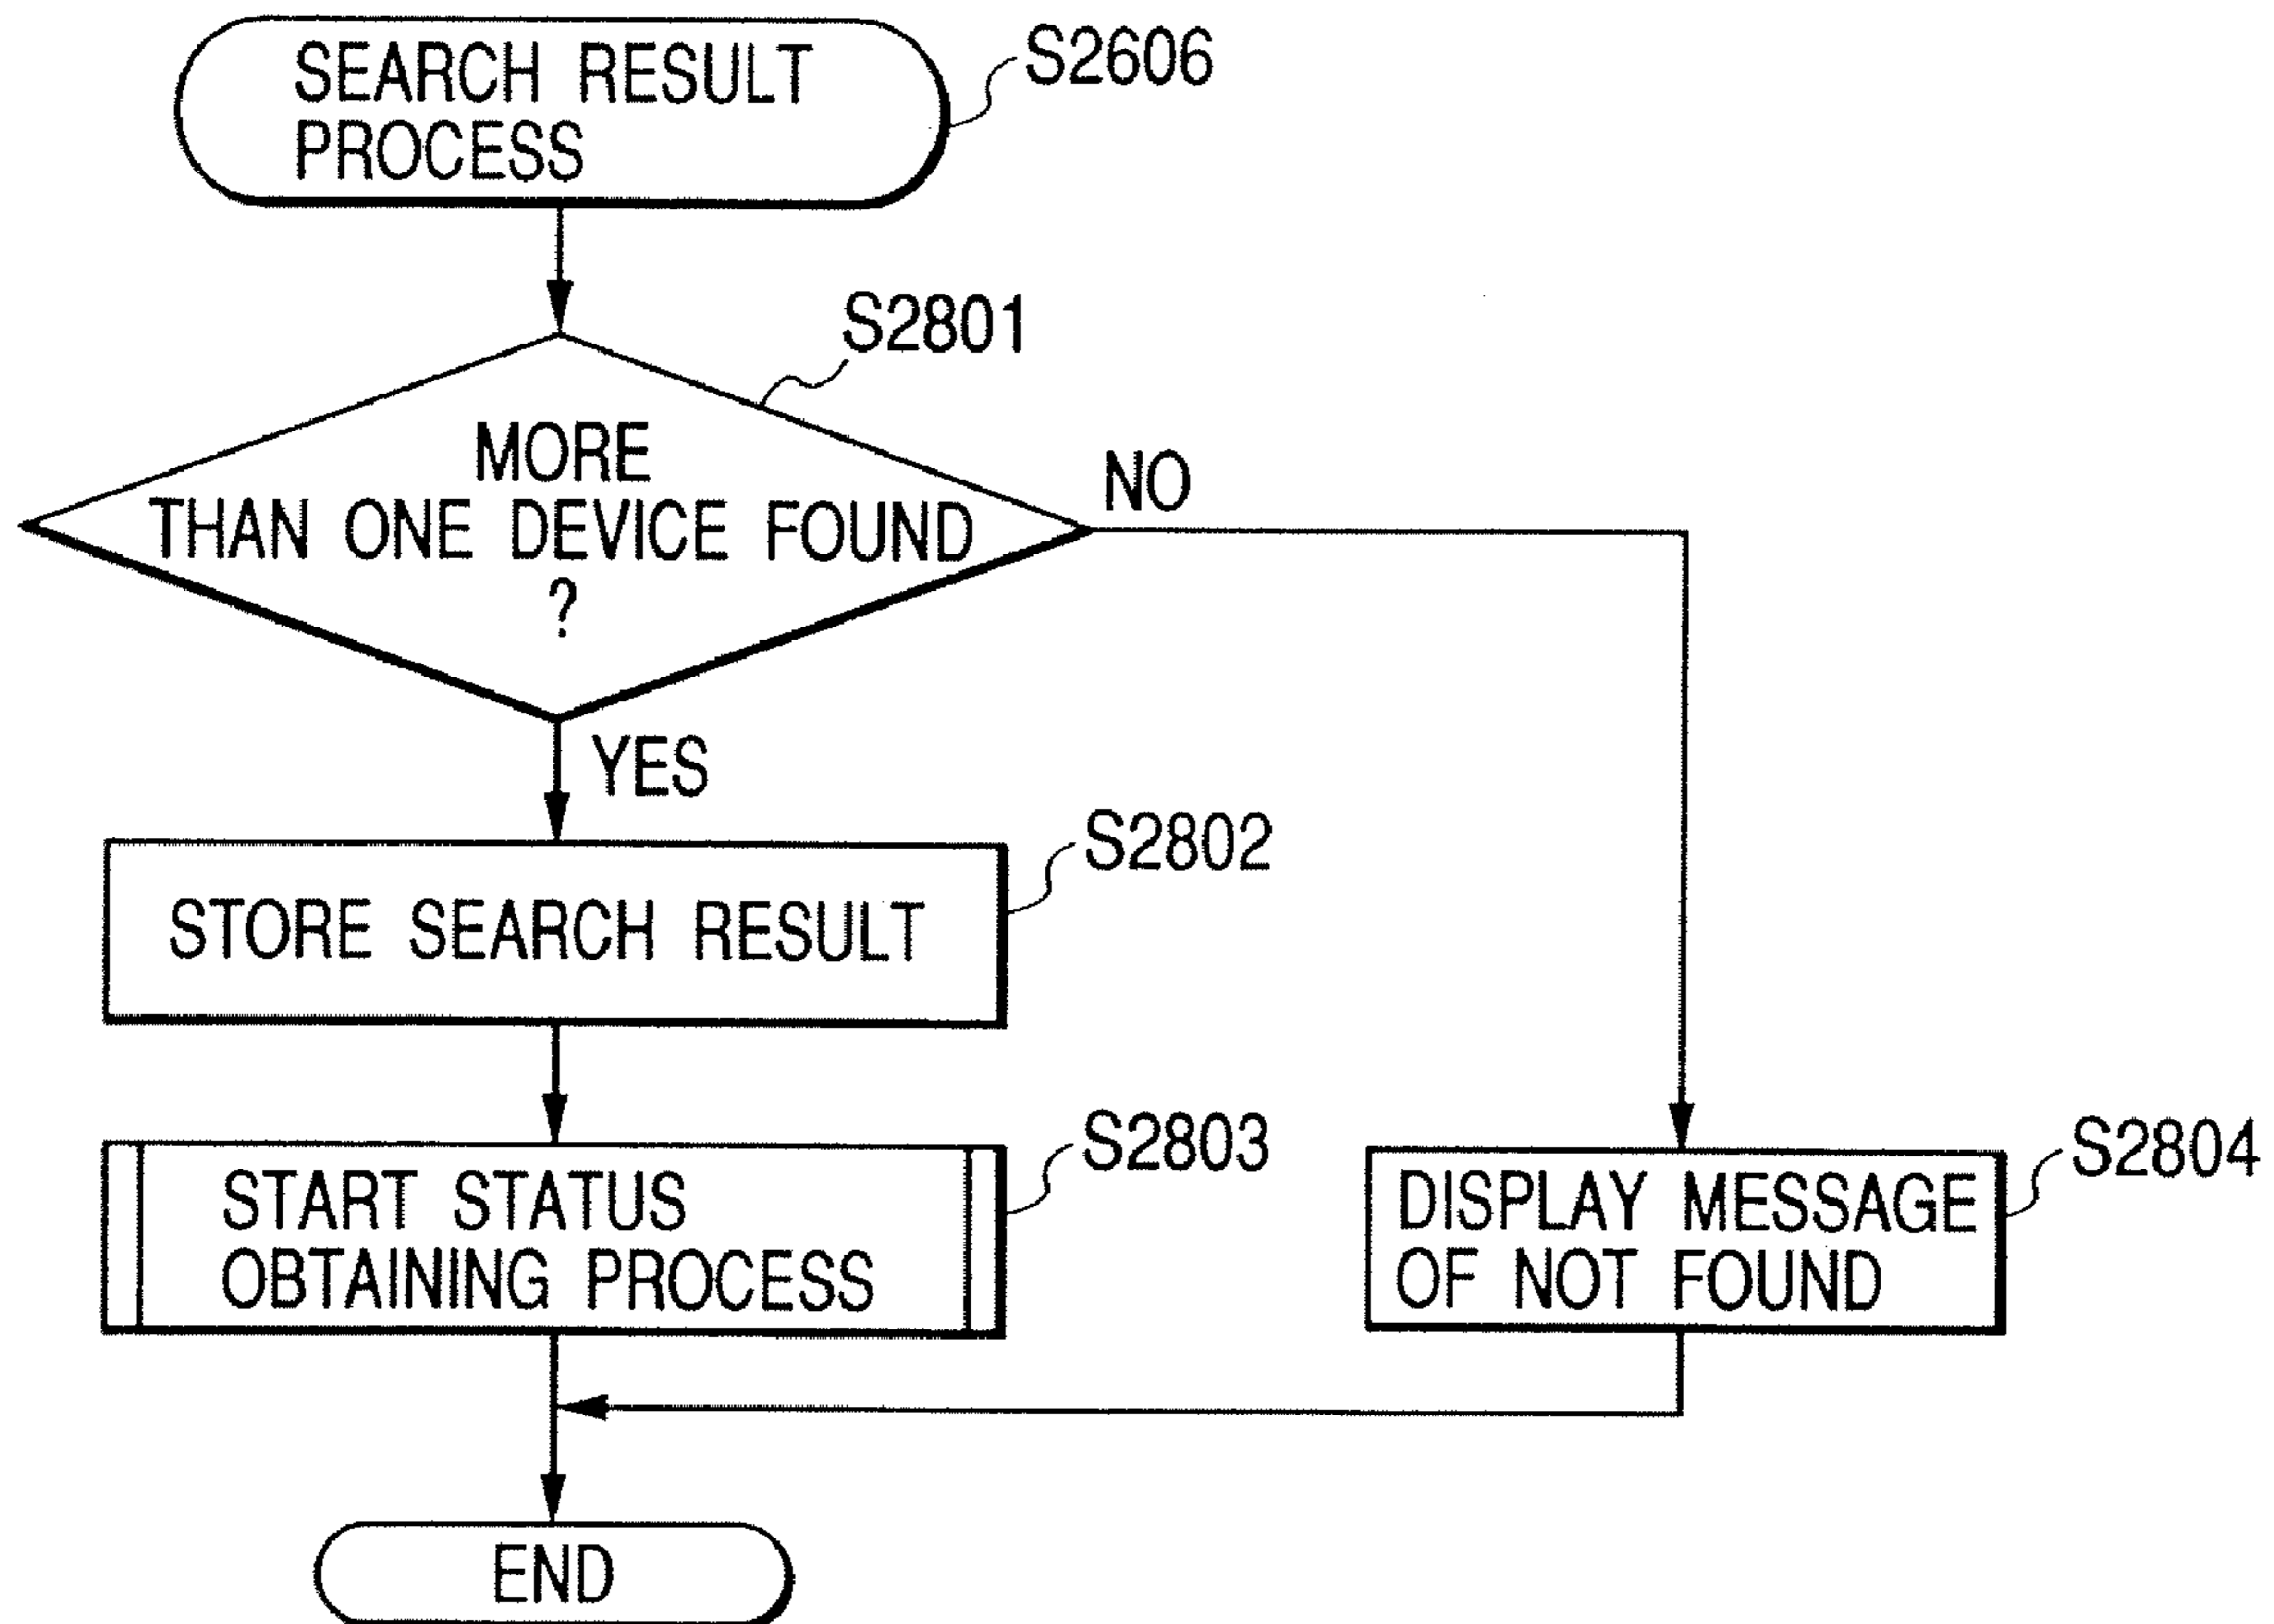 SEARCH RESULT
PROCESS
S2606
S2801
MORE
THAN ONE DEVICE FOUND
?
NO
YES
S2802
STORE SEARCH RESULT
S2803
START STATUS
OBTAINING PROCESS
S2804
DISPLAY MESSAGE
OF NOT FOUND
END